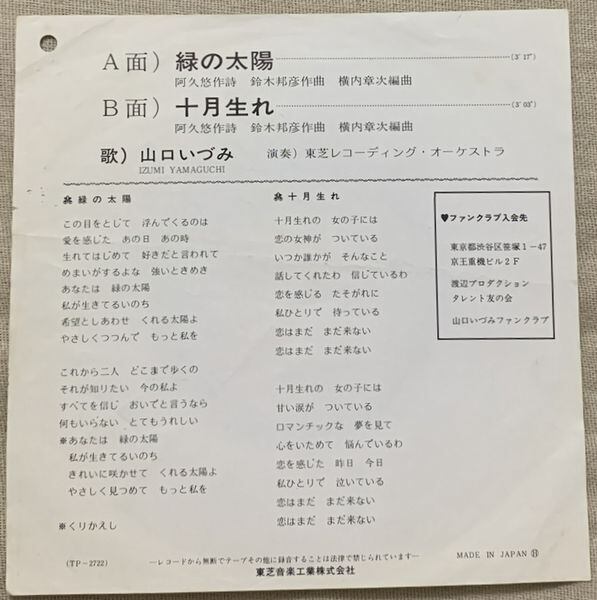 A面) 緑の太陽 (3′17″)
阿久悠作詩 鈴木邦彦作曲 横内章次編曲
B面) 十月生れ (3′03″)
阿久悠作詩 鈴木邦彦作曲 横内章次編曲
歌) 山口いづみ 演奏) 東芝レコーディング・オーケストラ
IZUMI YAMAGUCHI
緑の太陽
この目をとじて 浮んでくるのは
愛を感じた あの日 あの時
生れてはじめて 好きだと言われて
めまいがするよな 強いときめき
あなたは 緑の太陽
私が生きてるいのち
希望としあわせ くれる太陽よ
やさしくつつんで もっと私を
これから二人 どこまで歩くの
それが知りたい 今の私よ
すべてを信じ おいでと言うなら
何もいらない とてもうれしい
※あなたは 緑の太陽
私が生きてるいのち
きれいに咲かせて くれる太陽よ
やさしく見つめて もっと私を
※くりかえし
十月生れ
十月生れの 女の子には
恋の女神が ついている
いつか誰かが そんなこと
話してくれたわ 信じているわ
恋を感じる たそがれに
私ひとりで 待っている
恋はまだ まだ来ない
恋はまだ まだ来ない
十月生れの 女の子には
甘い涙が ついている
ロマンチックな 夢を見て
心をいためて 悩んでいるわ
恋を感じた 昨日 今日
私ひとりで 泣いている
恋はまだ まだ来ない
恋はまだ まだ来ない
♥ファンクラブ入会先
東京都渋谷区笹塚1-47
京王重機ビル2F
渡辺プロダクション
タレント友の会
山口いづみファンクラブ
(TP-2722)
—レコードから無断でテープその他に録音することは法律で禁じられています—
東芝音楽工業株式会社
MADE IN JAPAN Ⓗ